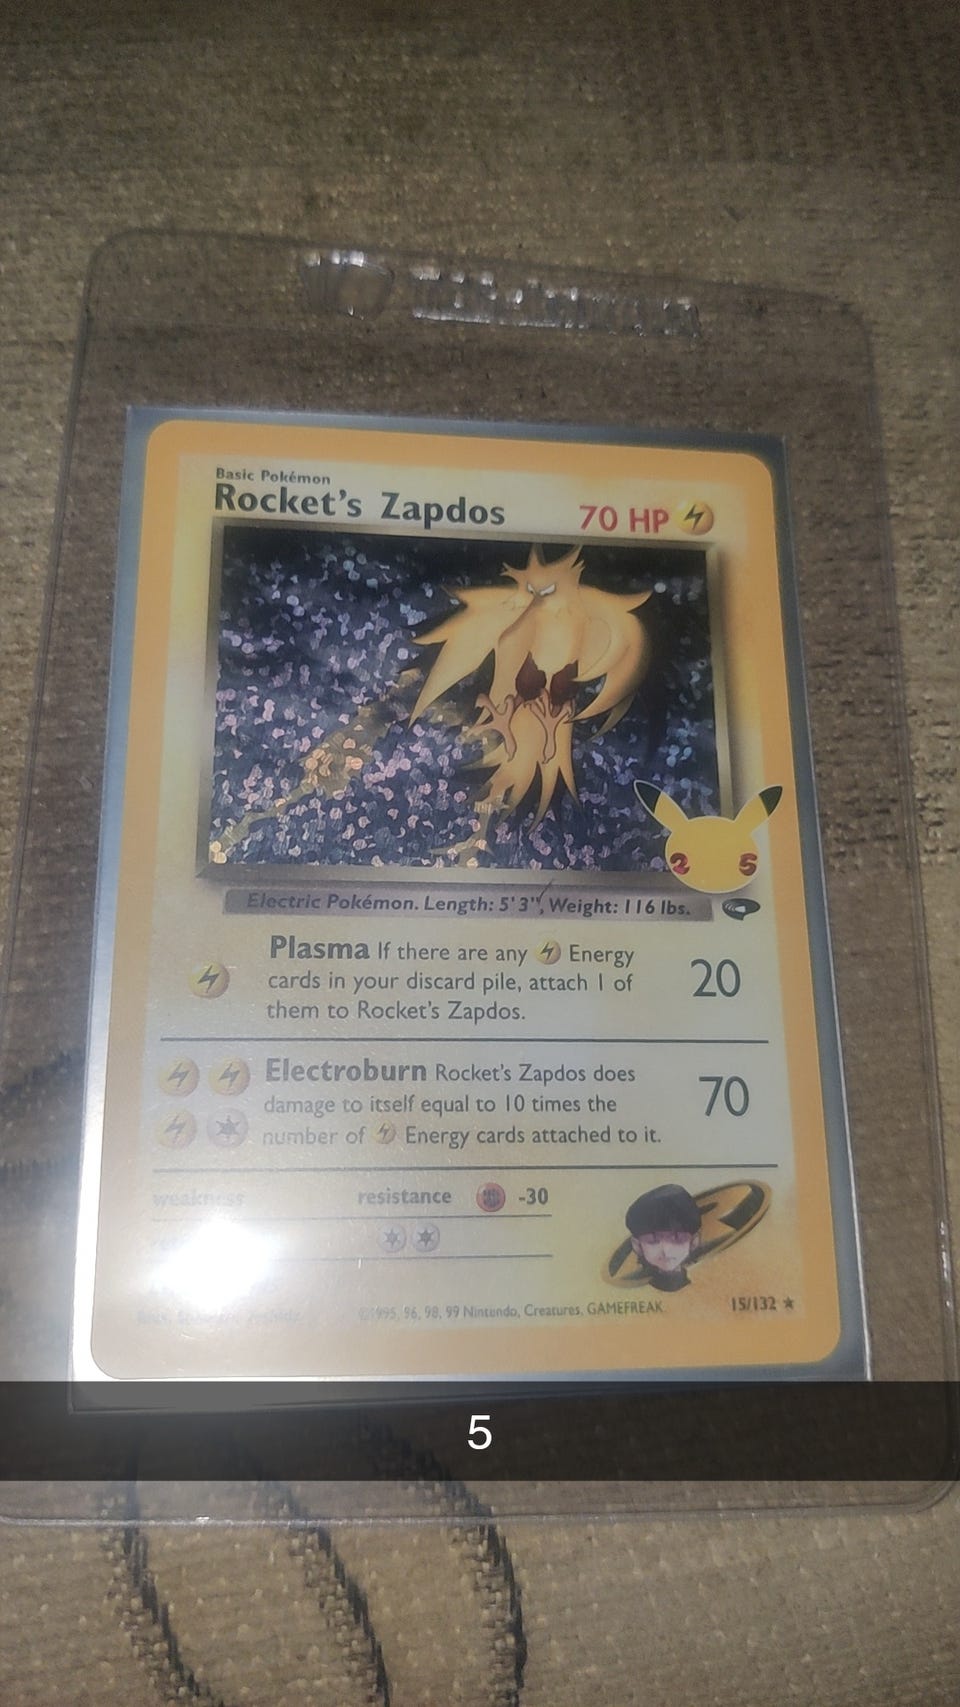 Basic Pokémon
Rocket's Zapdos
70 HP
25
Electric Pokémon. Length: 5' 3", Weight: 116 lbs.
Plasma If there are any Energy
cards in your discard pile, attach 1 of
them to Rocket's Zapdos.
20
Electroburn Rocket's Zapdos does
damage to itself equal to 10 times the
number of Energy cards attached to it.
70
weakness
resistance -30
©1995, 96, 98, 99 Nintendo, Creatures, GAMEFREAK.
15/132 ★
5